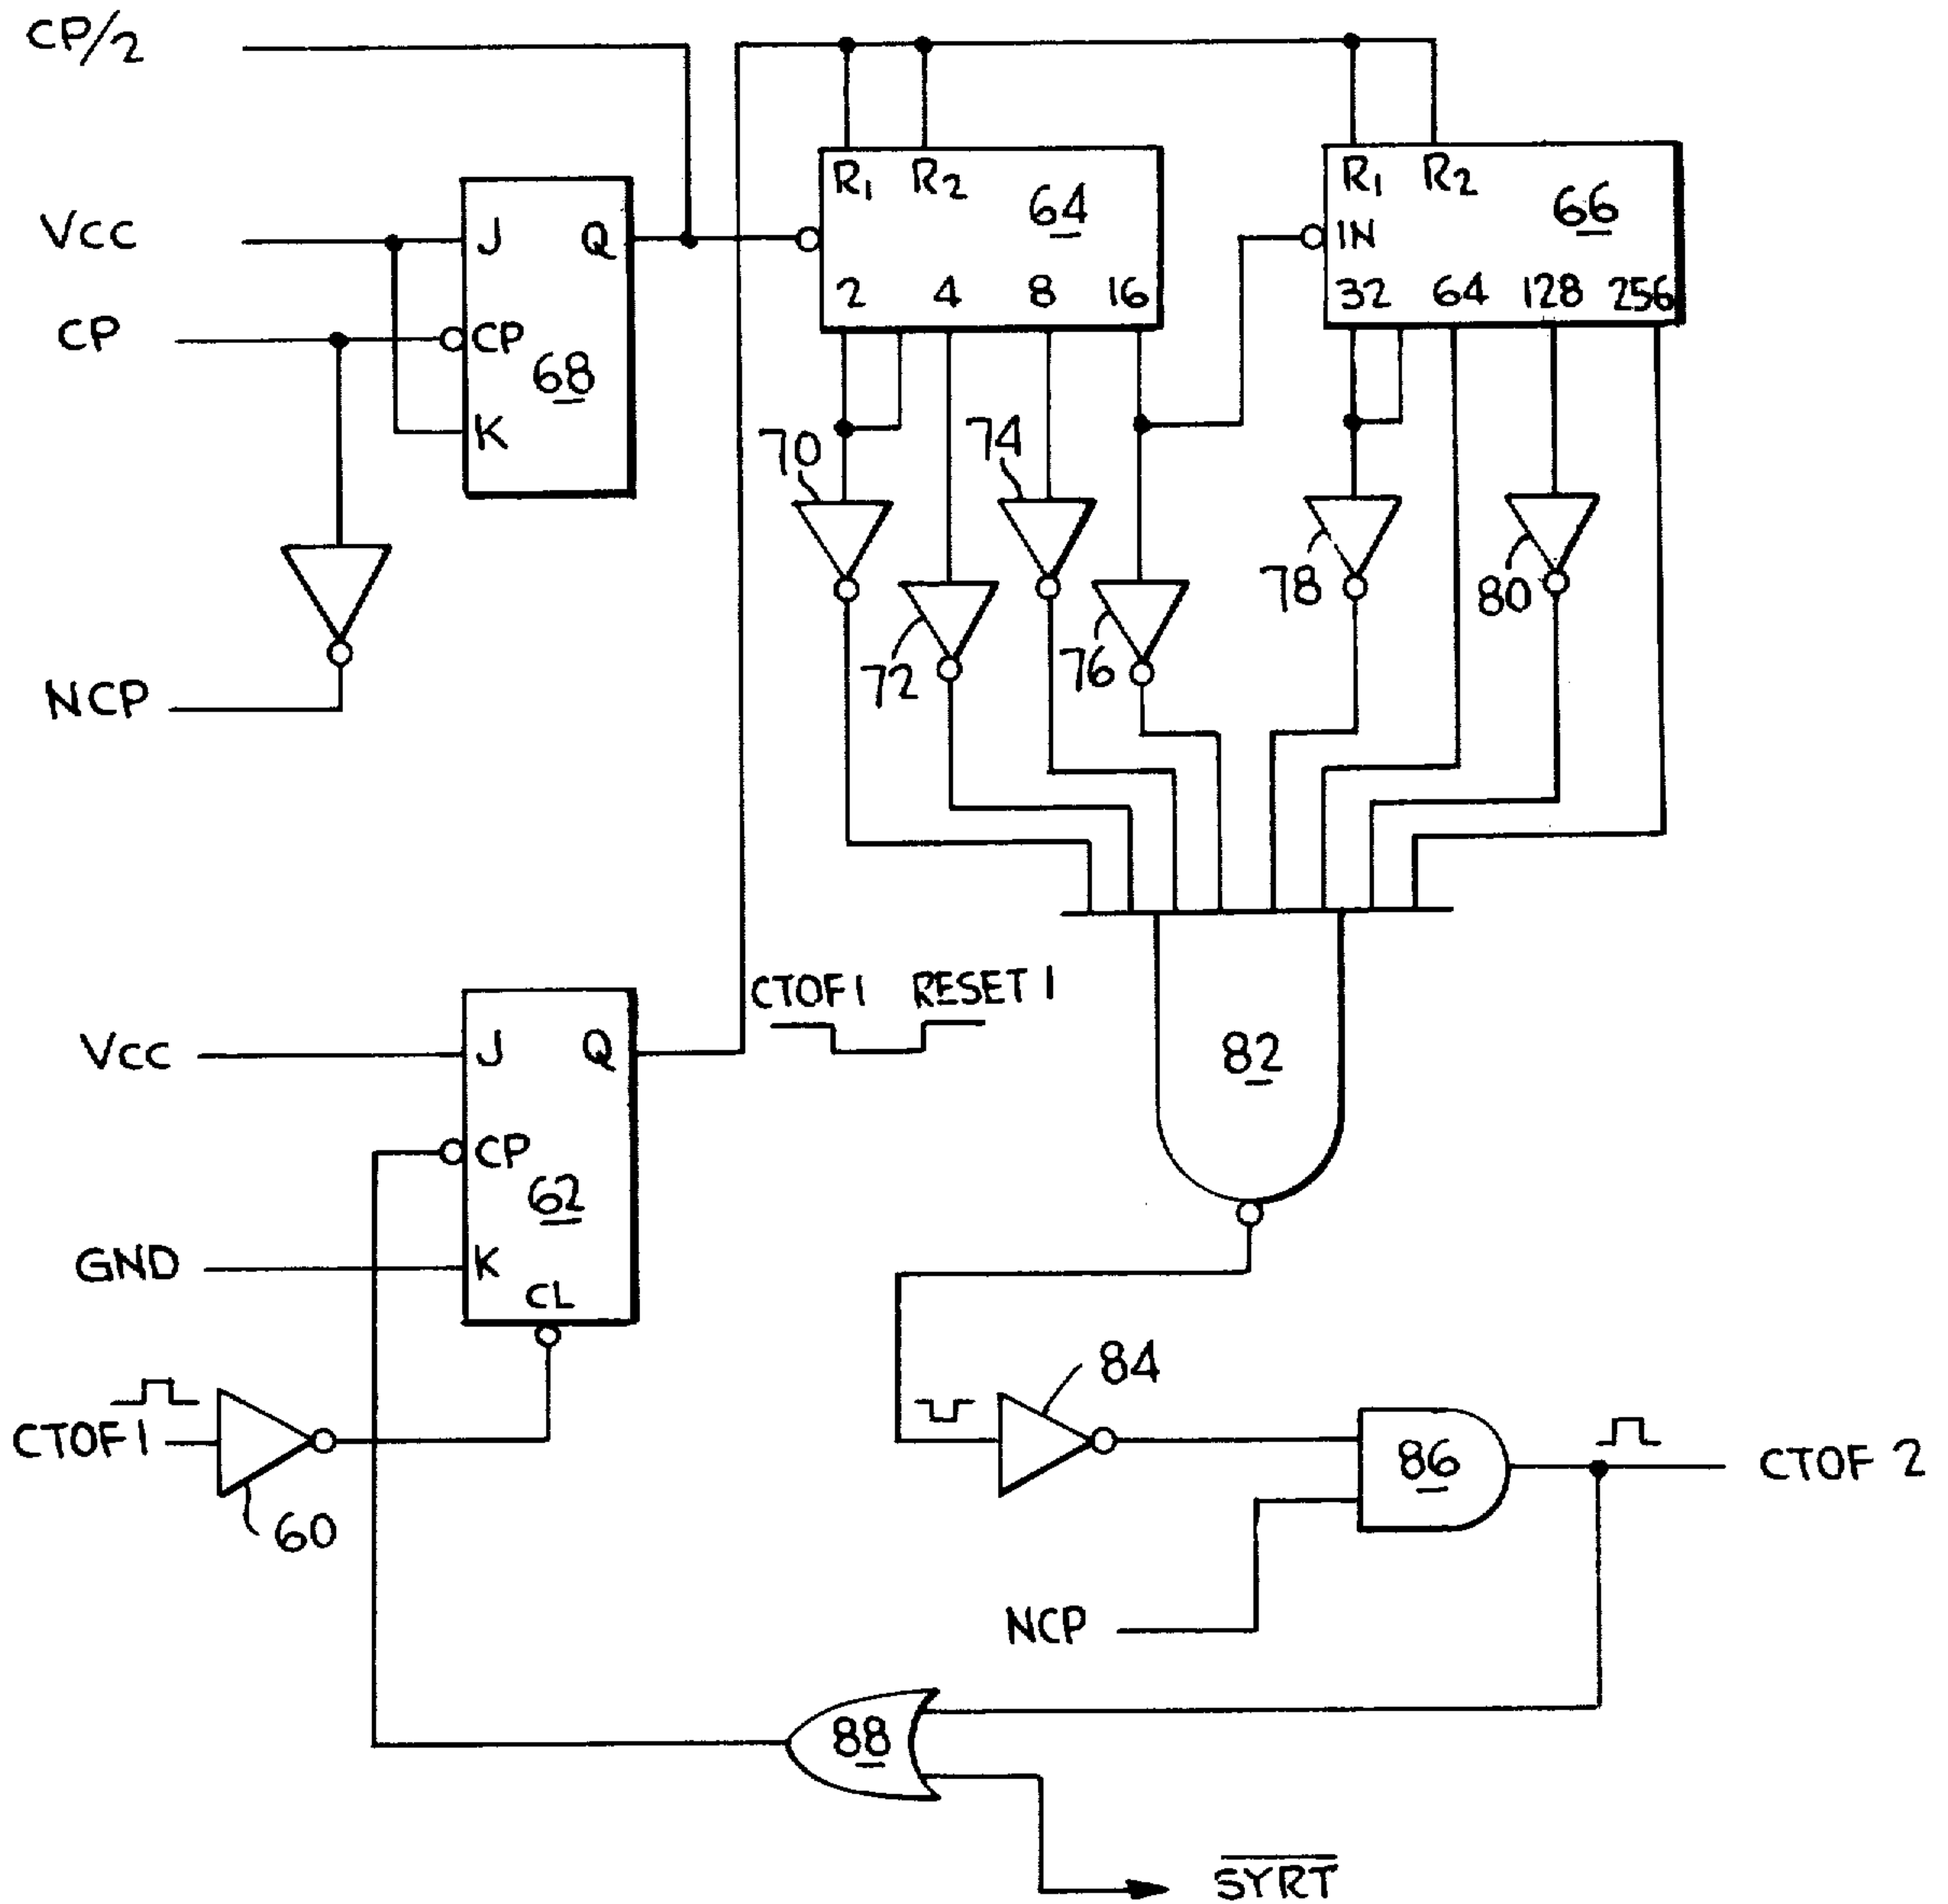 CP/2
R1 R2 64
2 4 8 16
R1 R2 66
IN
32 64 128 256
VCC
J Q
CP
CP
68
K
70
74
72
76
78
80
NCP
CTOF1 RESET 1
82
VCC
J Q
CP
62
GND
K
CL
84
CTOF1
60
86
CTOF 2
NCP
88
S̅Y̅R̅T̅